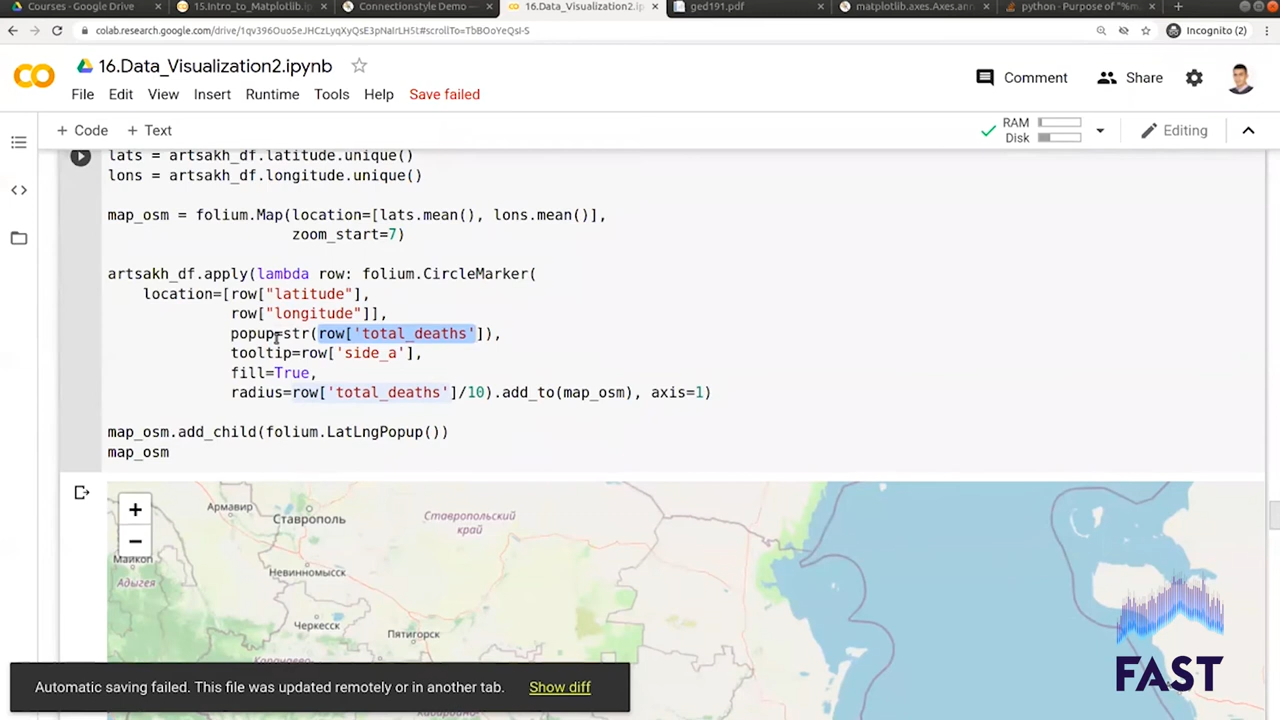 Courses - Google Drive
15.Intro_to_Matplotlib.i
Connectionstyle Demo —
16.Data_Visualization2.i
ged191.pdf
matplotlib.axes.Axes.ann
python - Purpose of "%m
colab.research.google.com/drive/1qv396Ouo5eJHCzLyqXyQsE3pNaIrLH5t#scrollTo=TbBOoYeQsI-S
Incognito (2)
16.Data_Visualization2.ipynb
Comment
Share
File Edit View Insert Runtime Tools Help Save failed
+ Code + Text
RAM
Disk
Editing
lats = artsakh_df.latitude.unique()
lons = artsakh_df.longitude.unique()
map_osm = folium.Map(location=[lats.mean(), lons.mean()],
zoom_start=7)
artsakh_df.apply(lambda row: folium.CircleMarker(
location=[row["latitude"],
row["longitude"]],
popup=str(row['total_deaths']),
tooltip=row['side_a'],
fill=True,
radius=row['total_deaths']/10).add_to(map_osm), axis=1)
map_osm.add_child(folium.LatLngPopup())
map_osm
+
−
Армавир
Ставрополь
Ставропольский
край
Майкоп
Невинномысск
Адыгея
Черкесск
Пятигорск
Automatic saving failed. This file was updated remotely or in another tab. Show diff
FAST